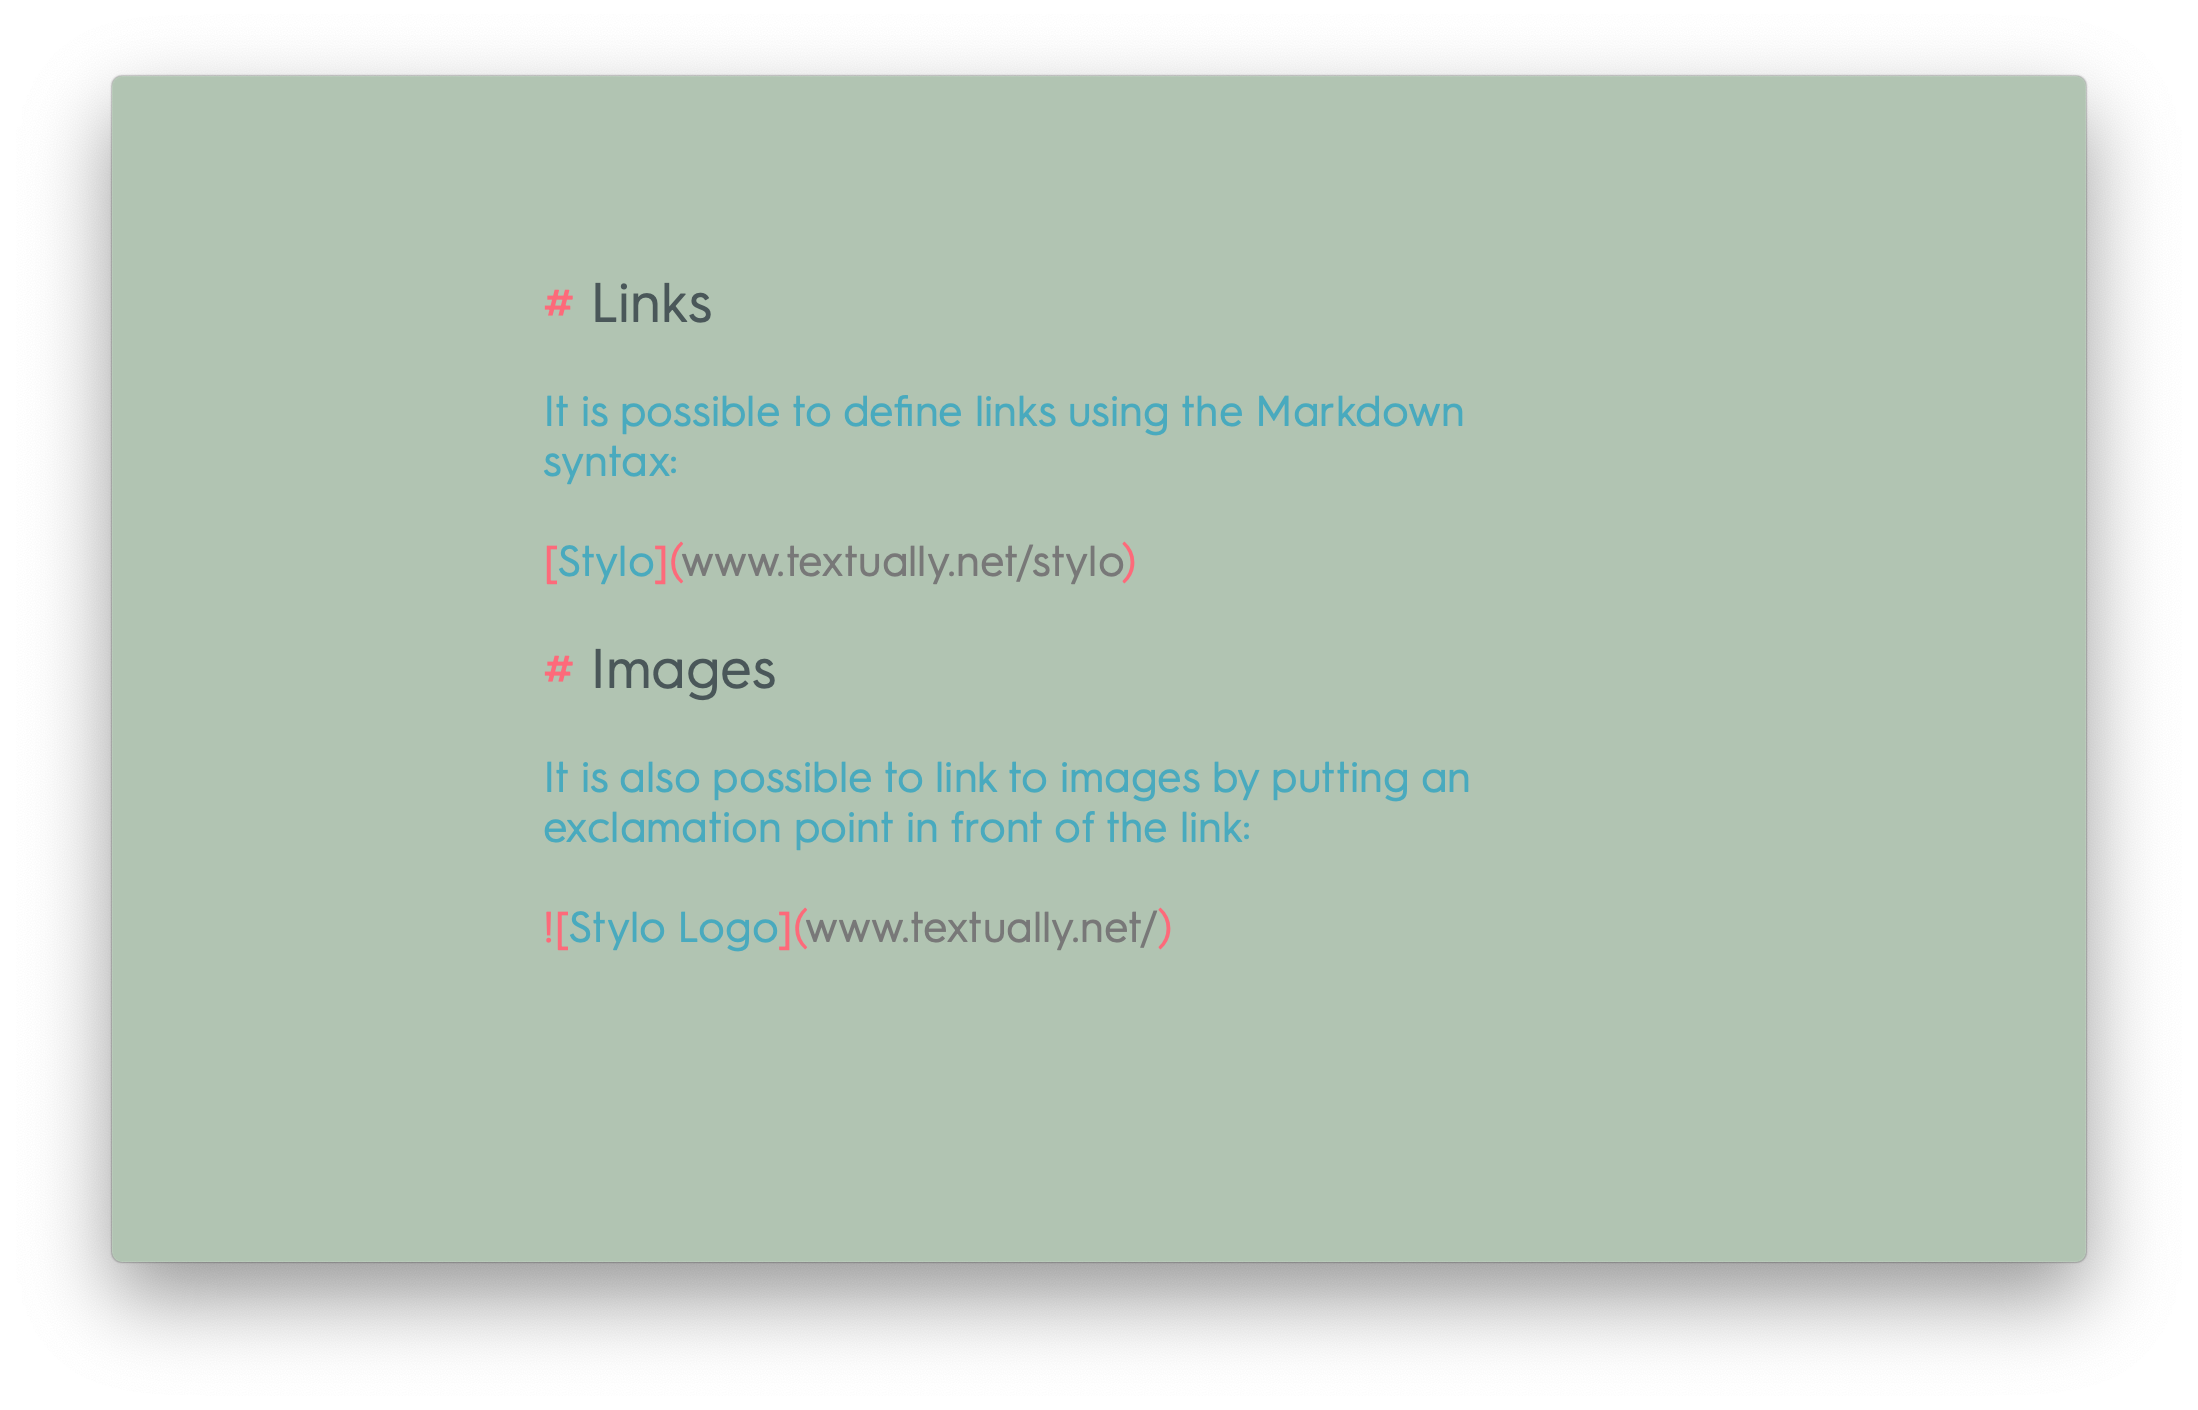 # Links
It is possible to define links using the Markdown
syntax:
[Stylo](www.textually.net/stylo)
# Images
It is also possible to link to images by putting an
exclamation point in front of the link:
![Stylo Logo](www.textually.net/)